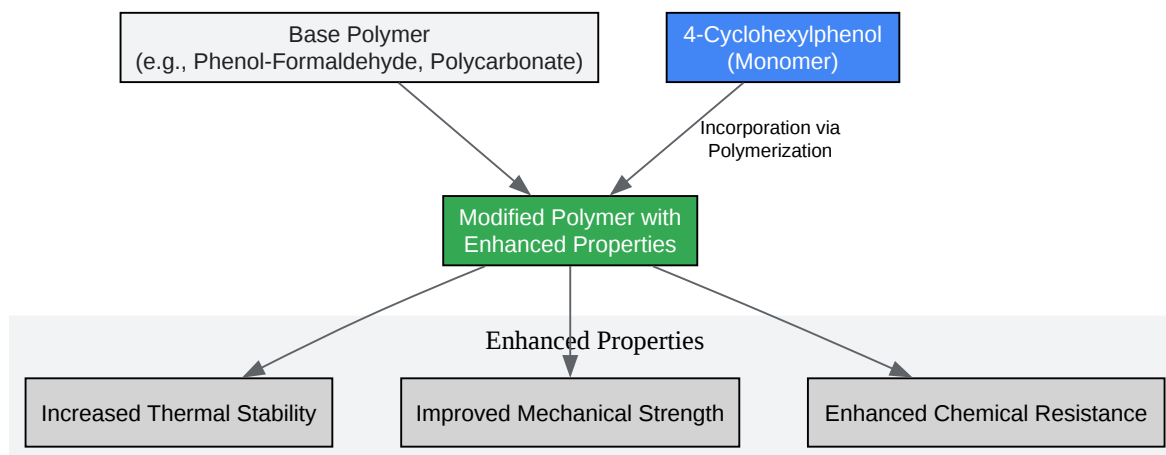 Base Polymer
(e.g., Phenol-Formaldehyde, Polycarbonate)
4-Cyclohexylphenol
(Monomer)
Incorporation via
Polymerization
Modified Polymer with
Enhanced Properties
Enhanced Properties
Increased Thermal Stability
Improved Mechanical Strength
Enhanced Chemical Resistance